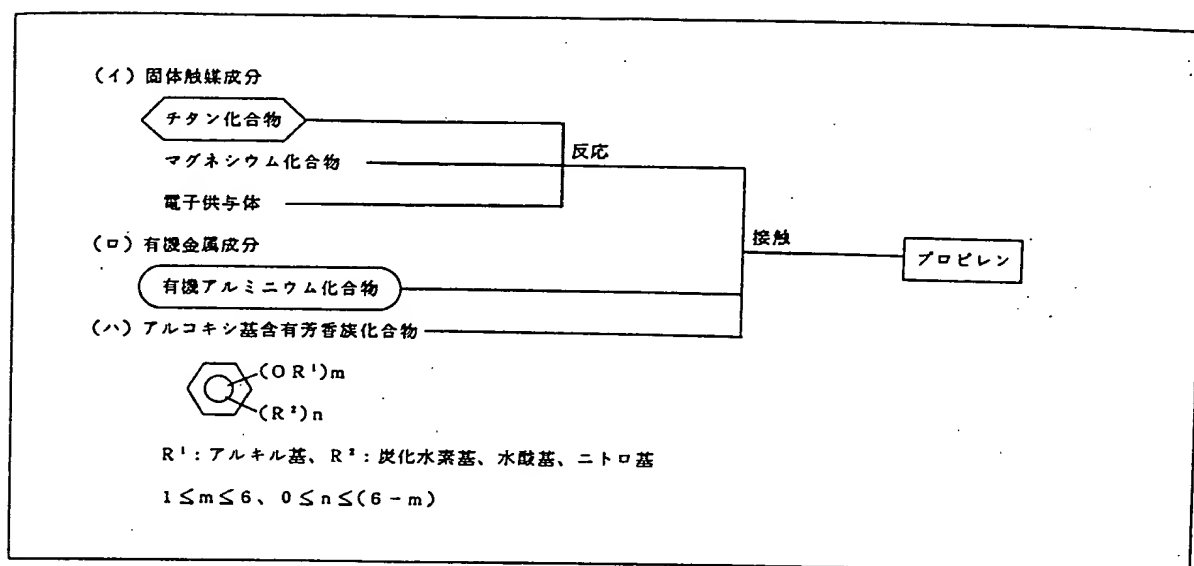 (イ) 固体触媒成分
チタン化合物
マグネシウム化合物
反応
電子供与体
(ロ) 有機金属成分
接触
プロピレン
有機アルミニウム化合物
(ハ) アルコキシ基含有芳香族化合物
(OR¹)m
(R²)n
R¹:アルキル基、R²:炭化水素基、水酸基、ニトロ基
1≦m≦6、0≦n≦(6-m)